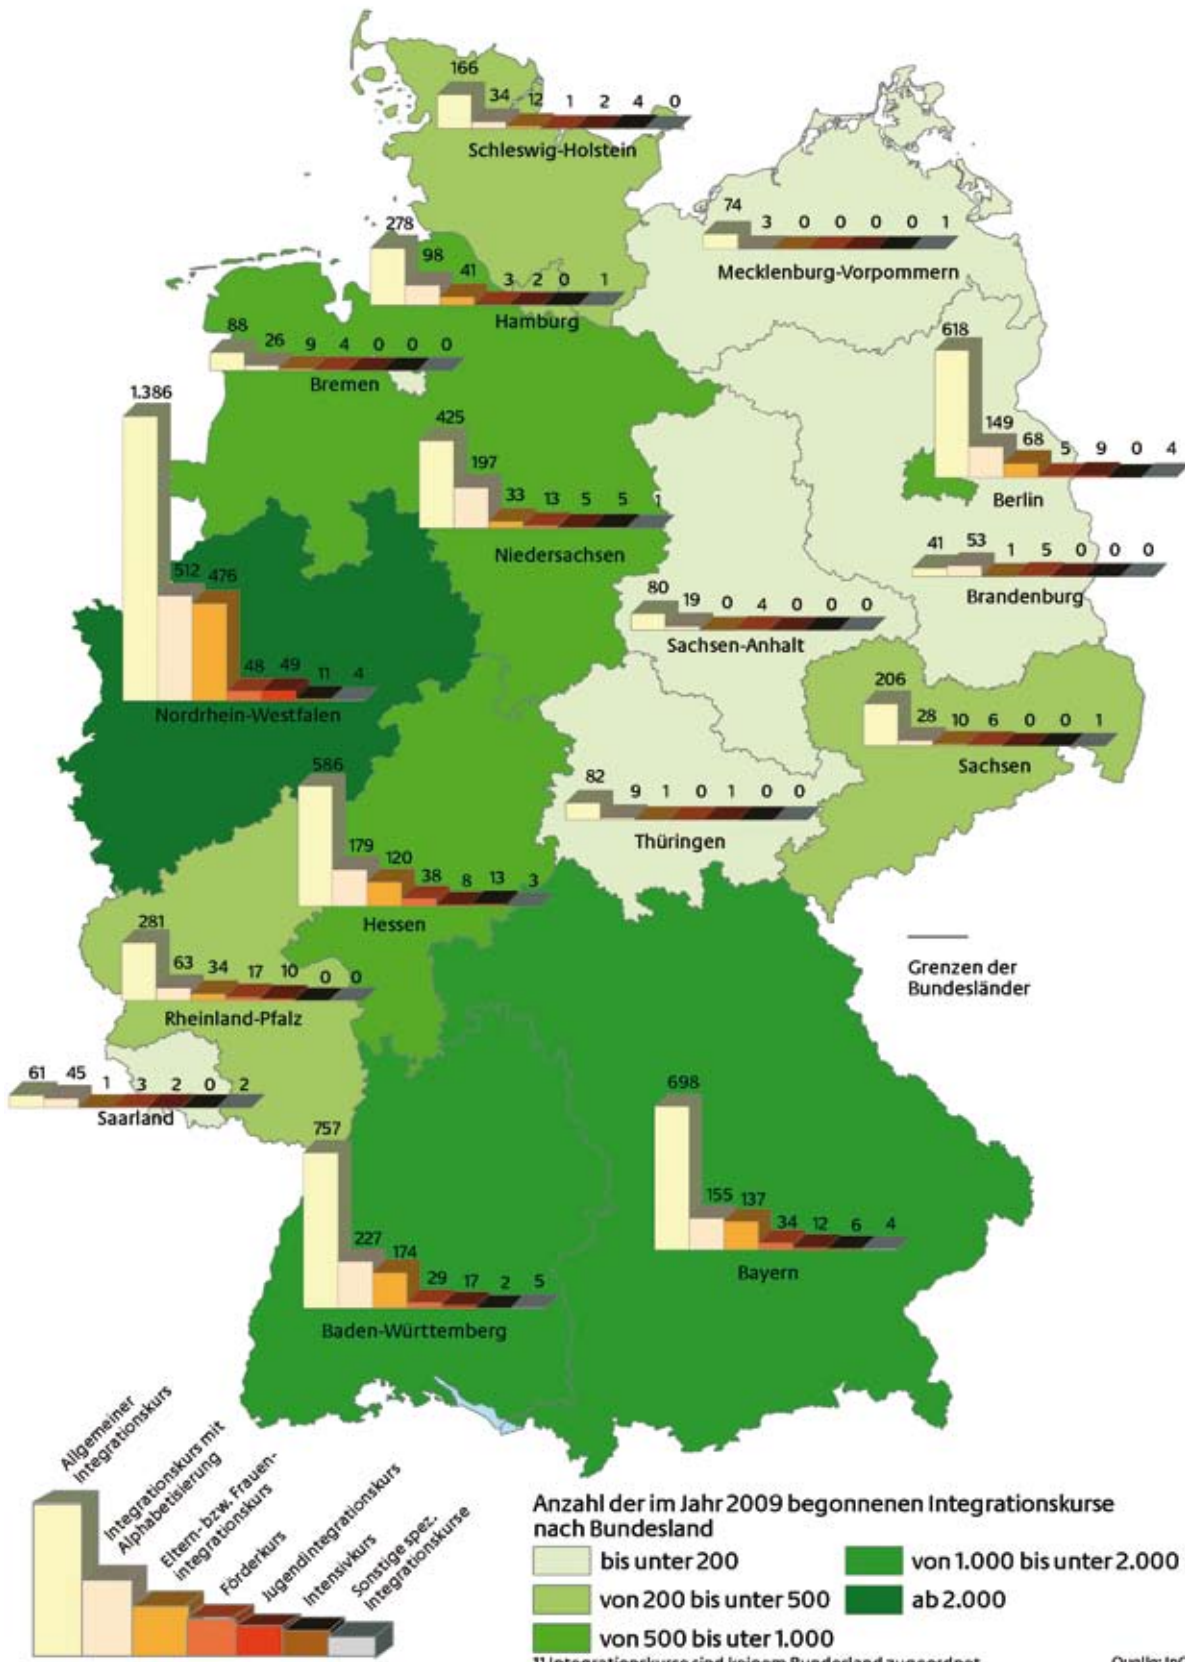 166 34 12 1 2 4 0
Schleswig-Holstein
74 3 0 0 0 0 1
Mecklenburg-Vorpommern
278 98 41 3 2 0 1
Hamburg
88 26 9 4 0 0 0
Bremen
618 149 68 5 9 0 4
Berlin
1.386 512 476 48 49 11 4
Nordrhein-Westfalen
425 197 33 13 5 5 1
Niedersachsen
41 53 1 5 0 0 0
Brandenburg
80 19 0 4 0 0 0
Sachsen-Anhalt
206 28 10 6 0 0 1
Sachsen
586 179 120 38 8 13 3
Hessen
82 9 1 0 1 0 0
Thüringen
281 63 34 17 10 0 0
Rheinland-Pfalz
Grenzen der
Bundesländer
61 45 1 3 2 0 2
Saarland
757 227 174 29 17 2 5
Baden-Württemberg
698 155 137 34 12 6 4
Bayern
Allgemeiner
Integrationskurs
Integrationskurs mit
Alphabetisierung
Eltern- bzw. Frauen-
integrationskurs
Förderkurs
Jugendintegrationskurs
Intensivkurs
Sonstige spez.
Integrationskurse
Anzahl der im Jahr 2009 begonnenen Integrationskurse
nach Bundesland
bis unter 200
von 200 bis unter 500
von 500 bis uter 1.000
von 1.000 bis unter 2.000
ab 2.000
11 Integrationskurse sind keinem Bundesland zugeordnet
Quelle: